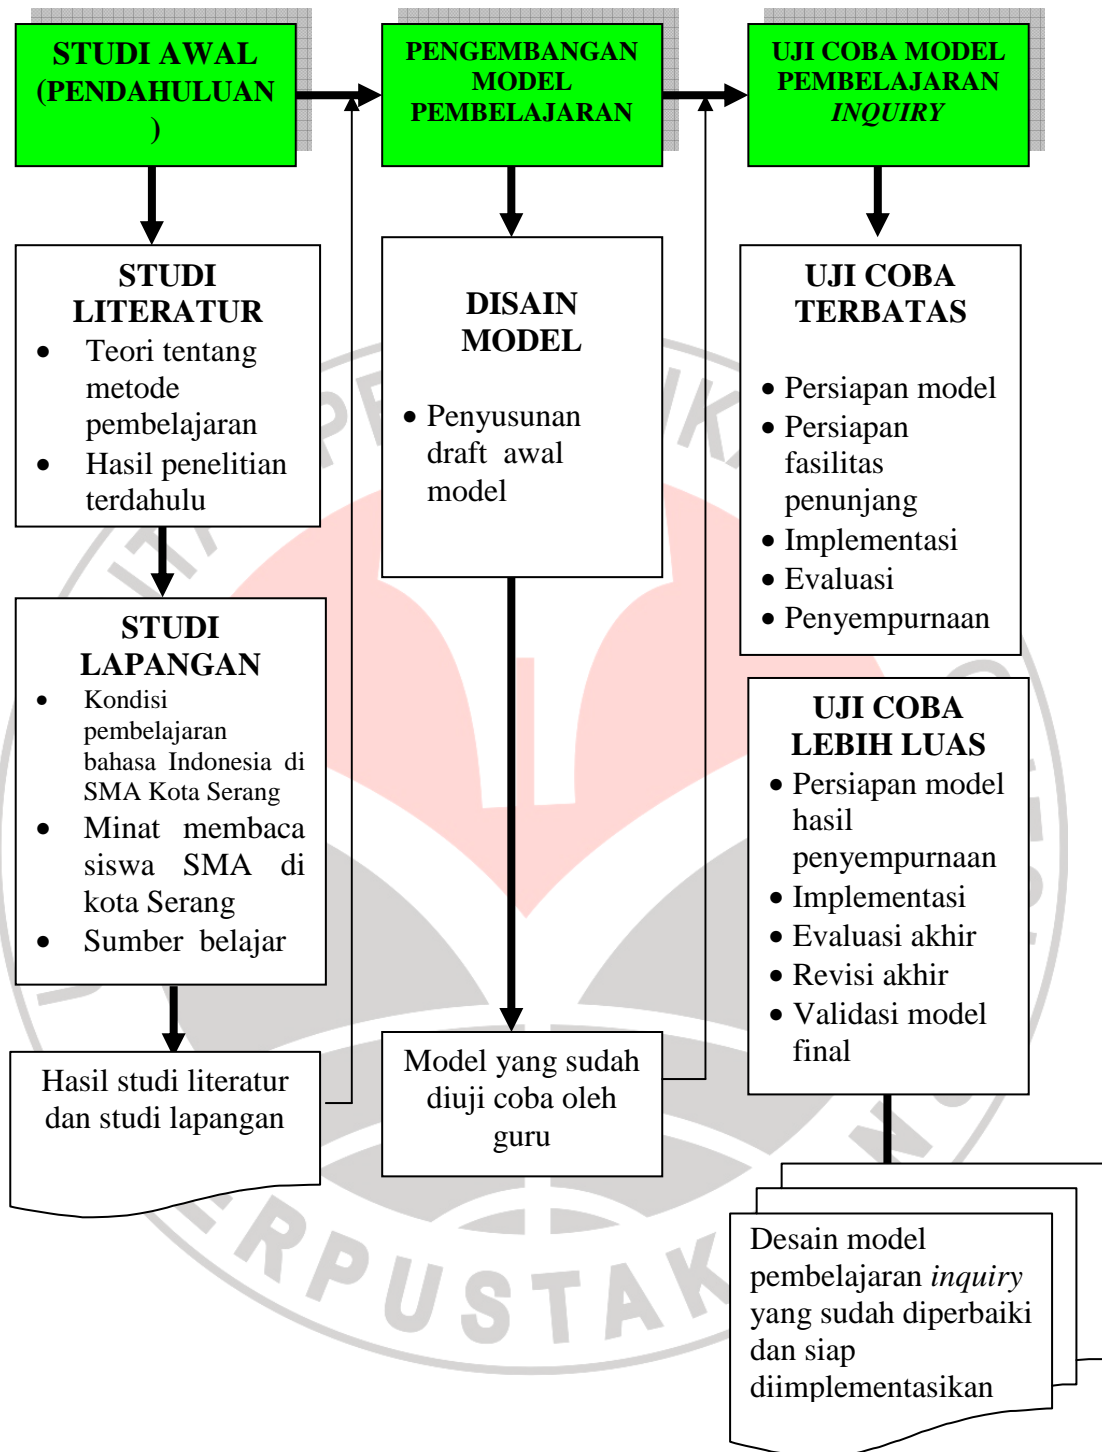 STUDI AWAL
(PENDAHULUAN
)
PENGEMBANGAN
MODEL
PEMBELAJARAN
UJI COBA MODEL
PEMBELAJARAN
INQUIRY
STUDI
LITERATUR
• Teori tentang
metode
pembelajaran
• Hasil penelitian
terdahulu
STUDI
LAPANGAN
• Kondisi
pembelajaran
bahasa Indonesia di
SMA Kota Serang
• Minat membaca
siswa SMA di
kota Serang
• Sumber belajar
Hasil studi literatur
dan studi lapangan
DISAIN
MODEL
• Penyusunan
draft awal
model
Model yang sudah
diuji coba oleh
guru
UJI COBA
TERBATAS
• Persiapan model
• Persiapan
fasilitas
penunjang
• Implementasi
• Evaluasi
• Penyempurnaan
UJI COBA
LEBIH LUAS
• Persiapan model
hasil
penyempurnaan
• Implementasi
• Evaluasi akhir
• Revisi akhir
• Validasi model
final
Desain model
pembelajaran inquiry
yang sudah diperbaiki
dan siap
diimplementasikan